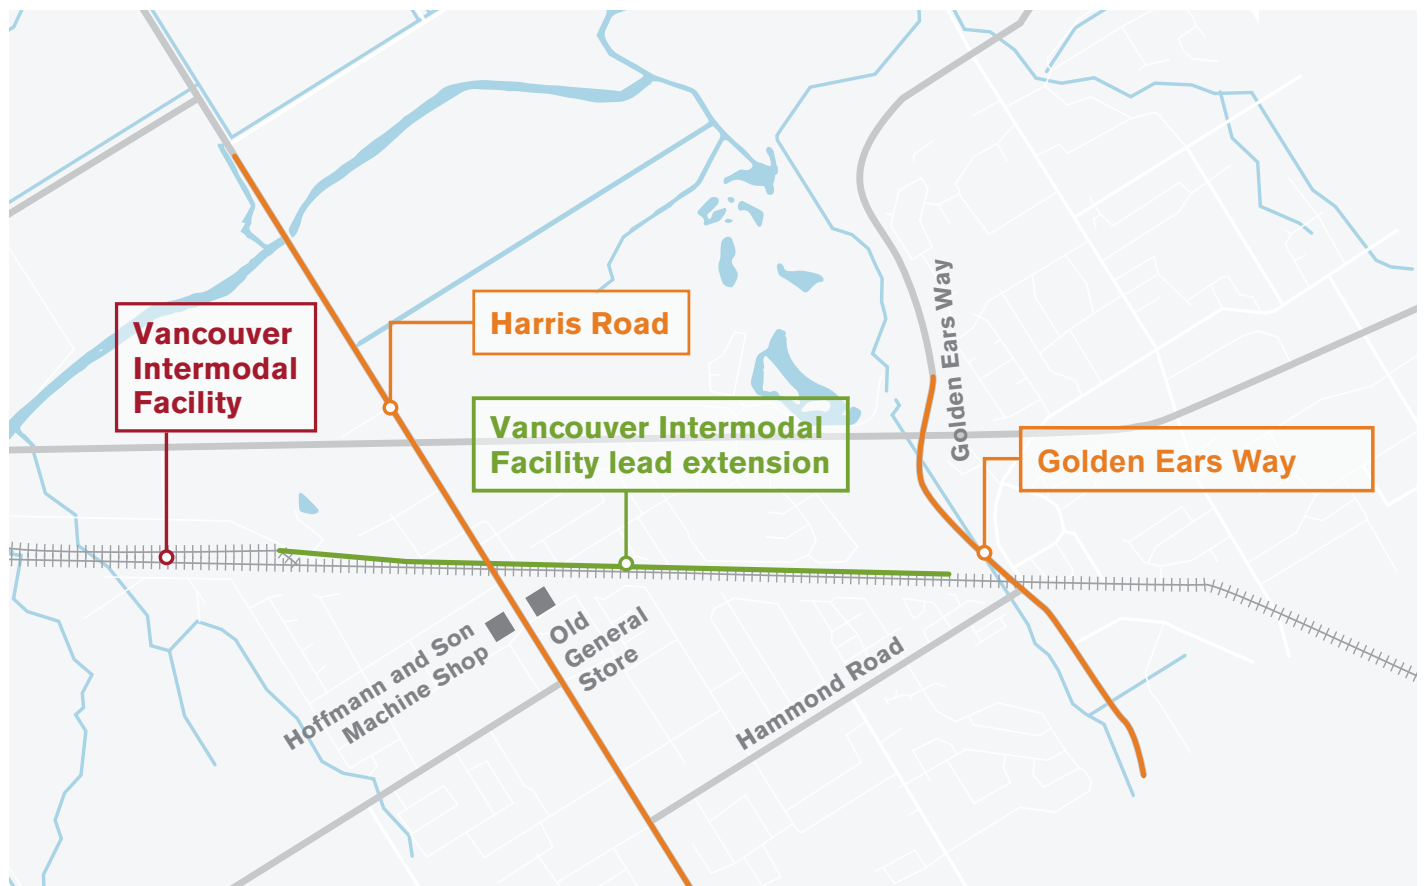 Golden Ears Way
Harris Road
Vancouver
Intermodal
Facility
Vancouver Intermodal
Facility lead extension
Golden Ears Way
Hoffmann and Son
Machine Shop
Old
General
Store
Hammond Road